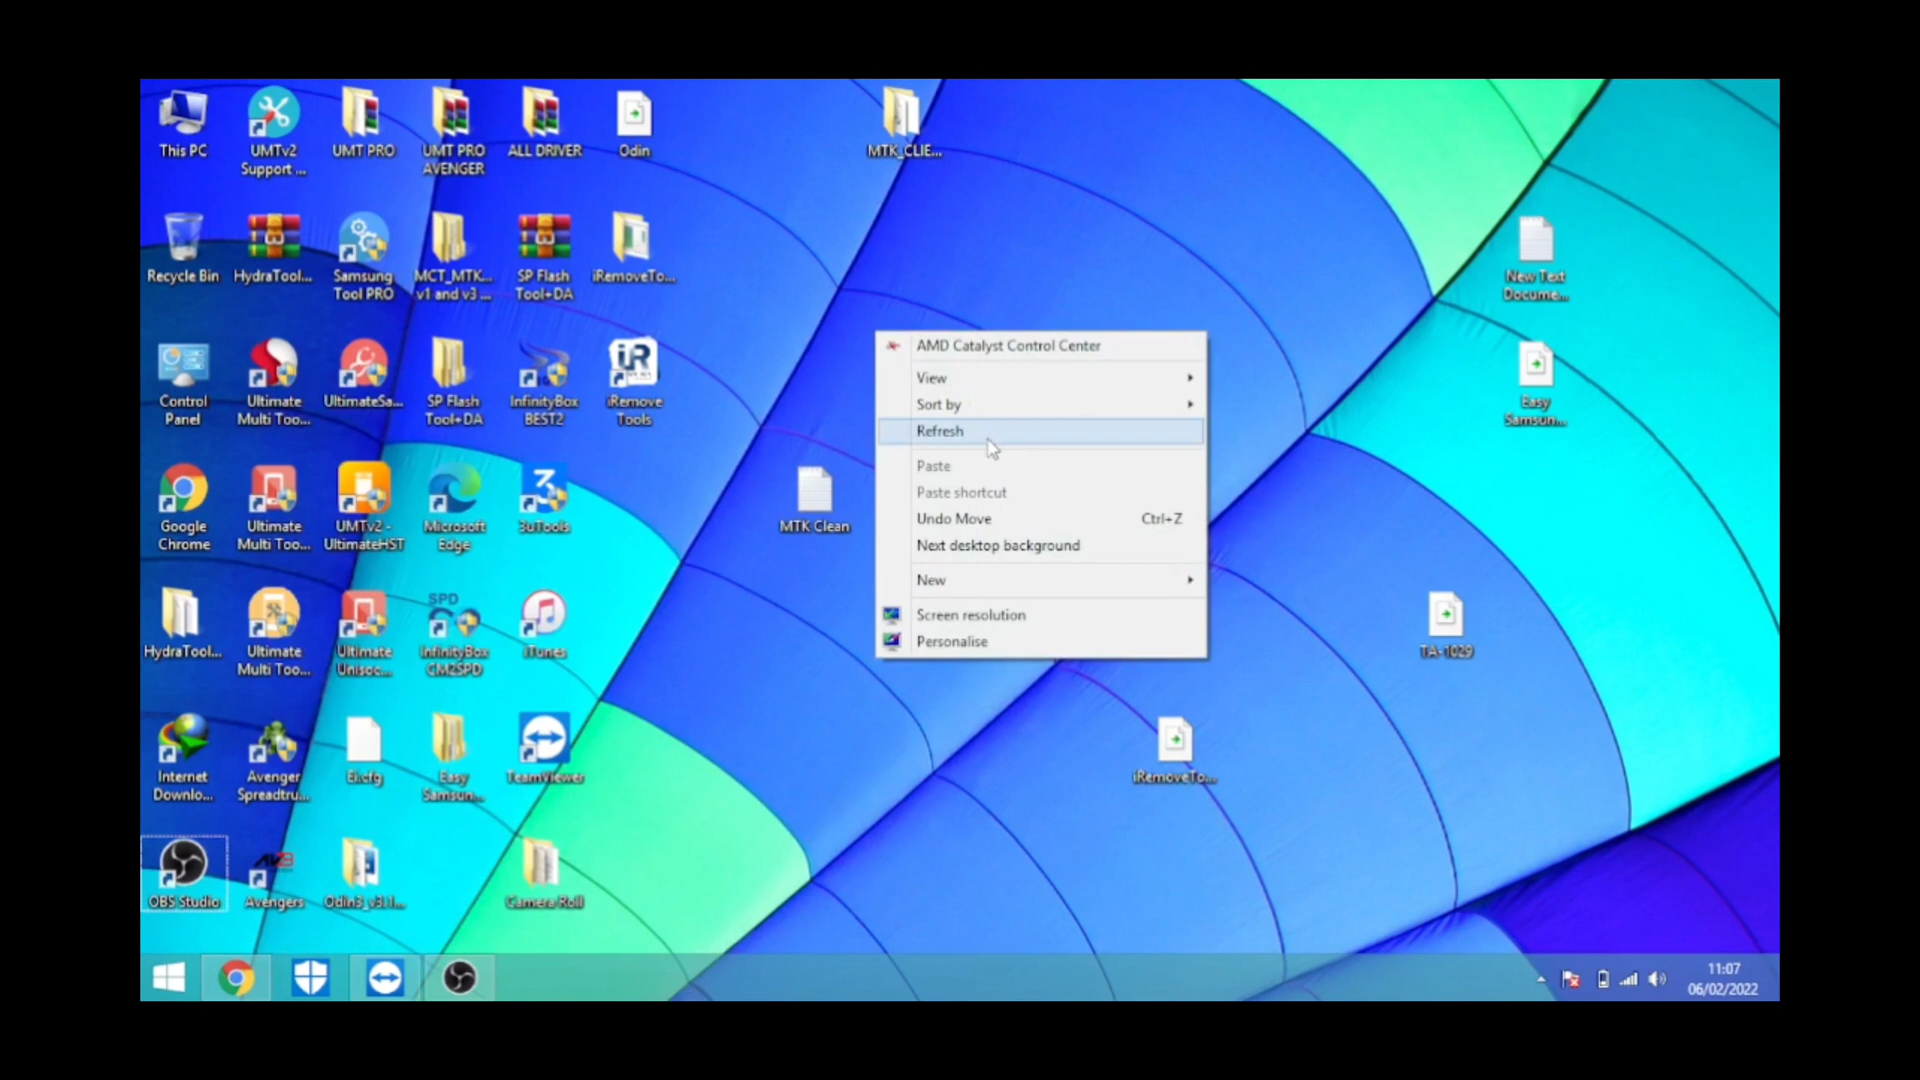 This PC
UMTv2
Support ...
UMT PRO
UMT PRO
AVENGER
ALL DRIVER
Odin
MTK_CLIE...
Recycle Bin
HydraTool...
Samsung
Tool PRO
MCT_MTK...
v1 and v3 ...
SP Flash
Tool+DA
iRemoveTo...
New Text
Docume...
Control
Panel
Ultimate
Multi Too...
UltimateSa...
SP Flash
Tool+DA
InfinityBox
BEST2
iR
iRemove
Tools
Easy
Samsun...
AMD Catalyst Control Center
View
Sort by
Refresh
Paste
Paste shortcut
Undo Move Ctrl+Z
Next desktop background
New
Screen resolution
Personalise
Google
Chrome
Ultimate
Multi Too...
UMTv2 -
UltimateHST
Microsoft
Edge
3
3uTools
MTK Clean
HydraTool...
Ultimate
Multi Too...
Ultimate
Unisoc...
SPD
InfinityBox
CM2SPD
iTunes
TA-1029
Internet
Downlo...
Avenger
Spreadtru...
EI.cfg
Easy
Samsun...
TeamViewer
iRemoveTo...
OBS Studio
Avengers
Odin3_v3.1...
Camera Roll
11:07
06/02/2022